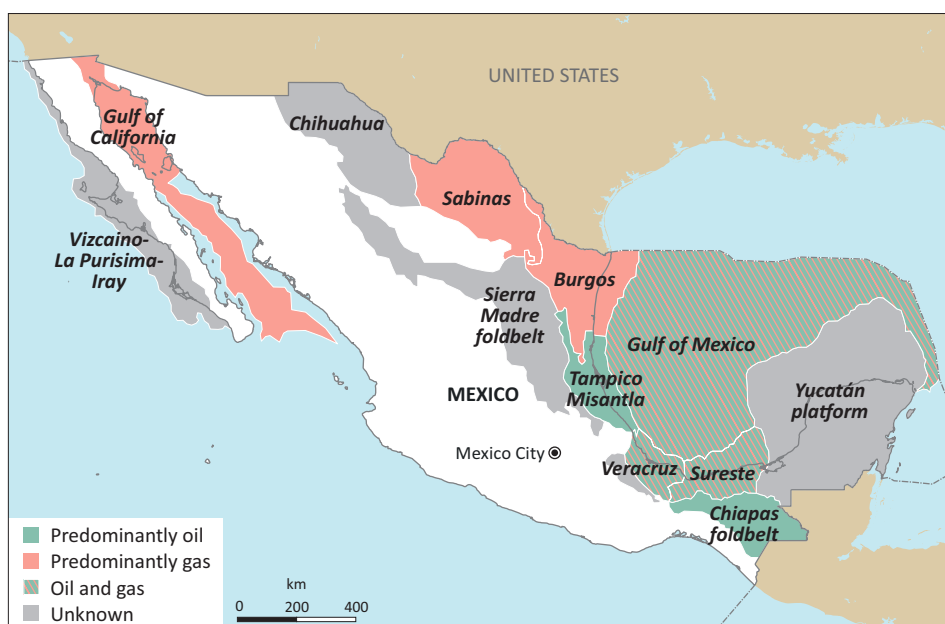 UNITED STATES
Gulf of
California
Chihuahua
Sabinas
Vizcaino-
La Purisima-
Iray
Burgos
Sierra
Madre
foldbelt
Gulf of Mexico
Tampico
Misantla
MEXICO
Yucatán
platform
Mexico City
Veracruz
Sureste
Chiapas
foldbelt
Predominantly oil
Predominantly gas
Oil and gas
Unknown
km
0 200 400